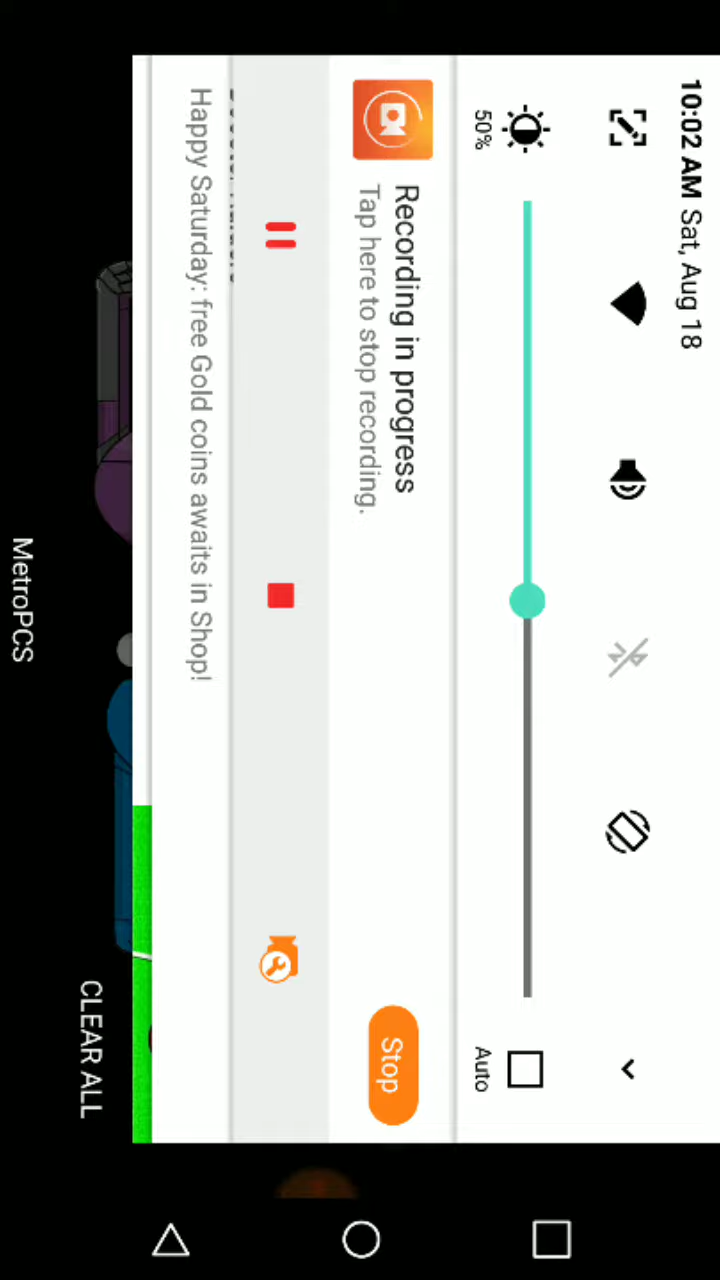 10:02 AM Sat, Aug 18
50%
Auto
Recording in progress
Tap here to stop recording.
Stop
Happy Saturday: free Gold coins awaits in Shop!
CLEAR ALL
MetroPCS